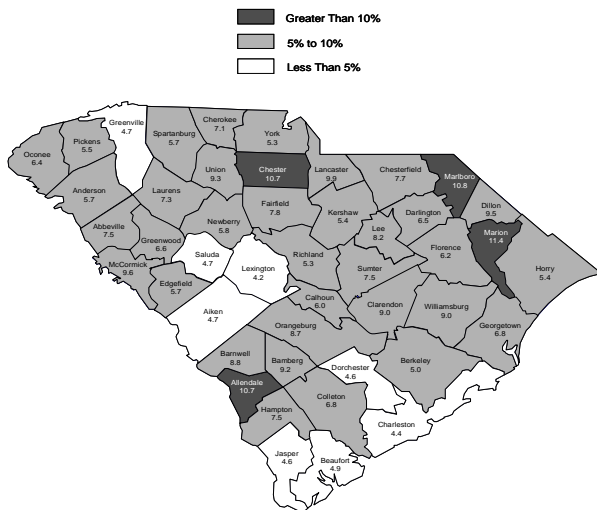 Greater Than 10%
5% to 10%
Less Than 5%
Greenville
4.7
Cherokee
7.1
York
5.3
Spartanburg
5.7
Pickens
5.5
Oconee
6.4
Union
9.3
Chester
10.7
Lancaster
9.9
Chesterfield
7.7
Marlboro
10.8
Anderson
5.7
Laurens
7.3
Fairfield
7.8
Kershaw
5.4
Darlington
6.5
Dillon
9.5
Abbeville
7.5
Greenwood
6.6
Newberry
5.8
Lee
8.2
Marion
11.4
Florence
6.2
Saluda
4.7
Lexington
4.2
Richland
5.3
Sumter
7.5
Horry
5.4
McCormick
9.6
Edgefield
5.7
Calhoun
6.0
Clarendon
9.0
Williamsburg
9.0
Aiken
4.7
Orangeburg
8.7
Georgetown
6.8
Barnwell
8.8
Bamberg
9.2
Dorchester
4.6
Berkeley
5.0
Allendale
10.7
Colleton
6.8
Hampton
7.5
Charleston
4.4
Jasper
4.6
Beaufort
4.9